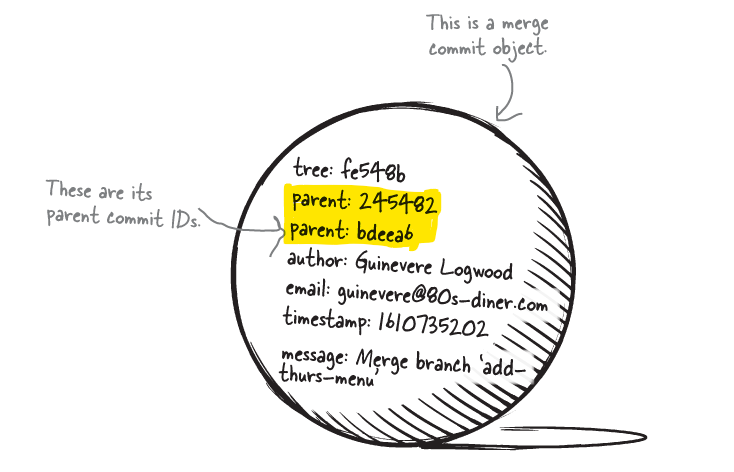 This is a merge
commit object.
tree: fe548b
These are its
parent commit IDs.
parent: 245482
parent: bdeeab
author: Guinevere Logwood
email: guinevere@80s-diner.com
timestamp: 1610735202
message: Merge branch 'add-
thurs-menu'